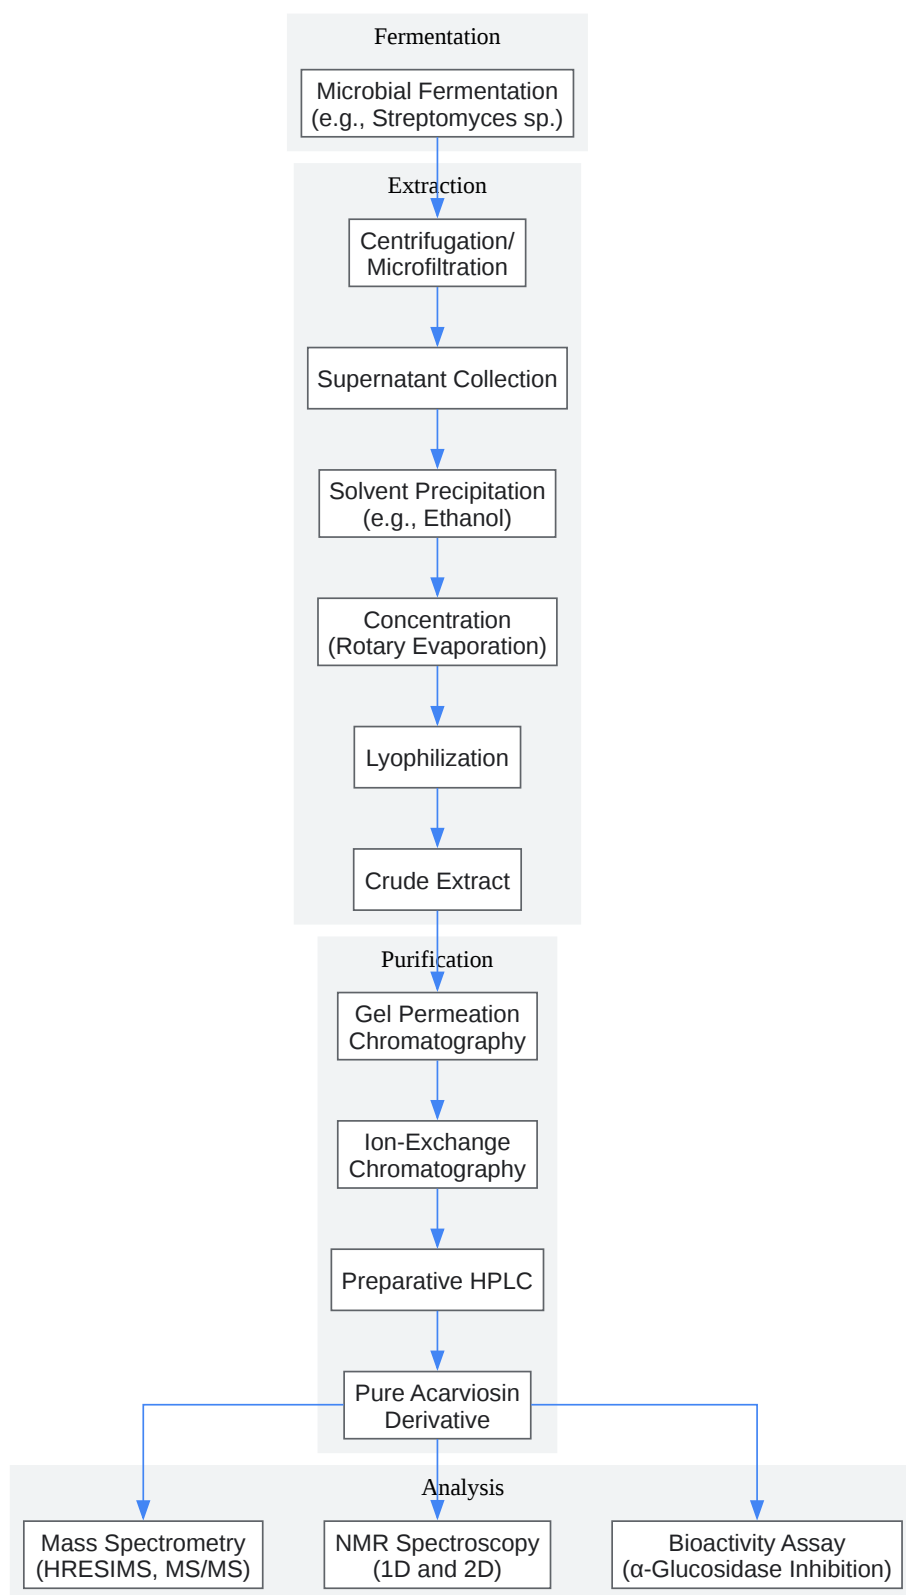 Fermentation
Microbial Fermentation
(e.g., Streptomyces sp.)
Extraction
Centrifugation/
Microfiltration
Supernatant Collection
Solvent Precipitation
(e.g., Ethanol)
Concentration
(Rotary Evaporation)
Lyophilization
Crude Extract
Purification
Gel Permeation
Chromatography
Ion-Exchange
Chromatography
Preparative HPLC
Pure Acarviosin
Derivative
Analysis
Mass Spectrometry
(HRESIMS, MS/MS)
NMR Spectroscopy
(1D and 2D)
Bioactivity Assay
(α-Glucosidase Inhibition)